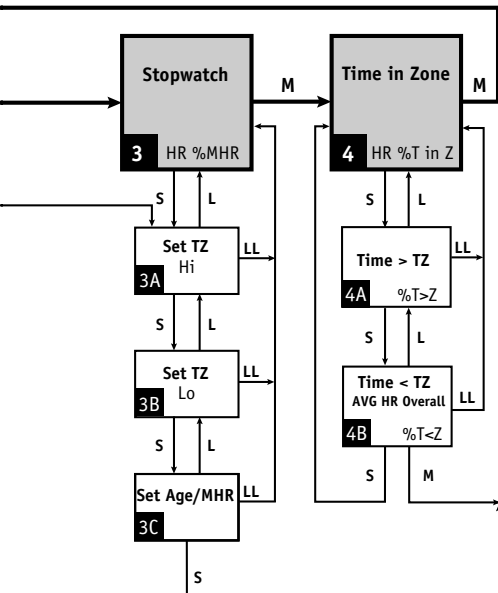 Stopwatch
3 HR %MHR
M
Time in Zone
4 HR %T in Z
M
S L
Set TZ
Hi
3A
LL
S L
Set TZ
Lo
3B
LL
S L
Set Age/MHR
3C
LL
S
S L
Time > TZ
4A %T>Z
LL
S L
Time < TZ
AVG HR Overall
4B %T<Z
LL
S M